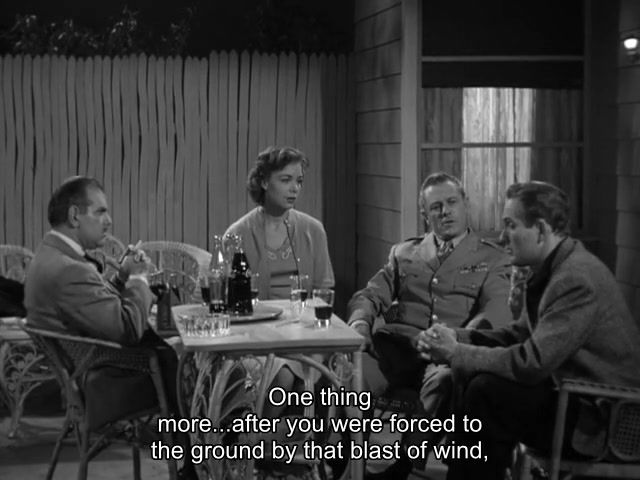 One thing
more...after you were forced to
the ground by that blast of wind,